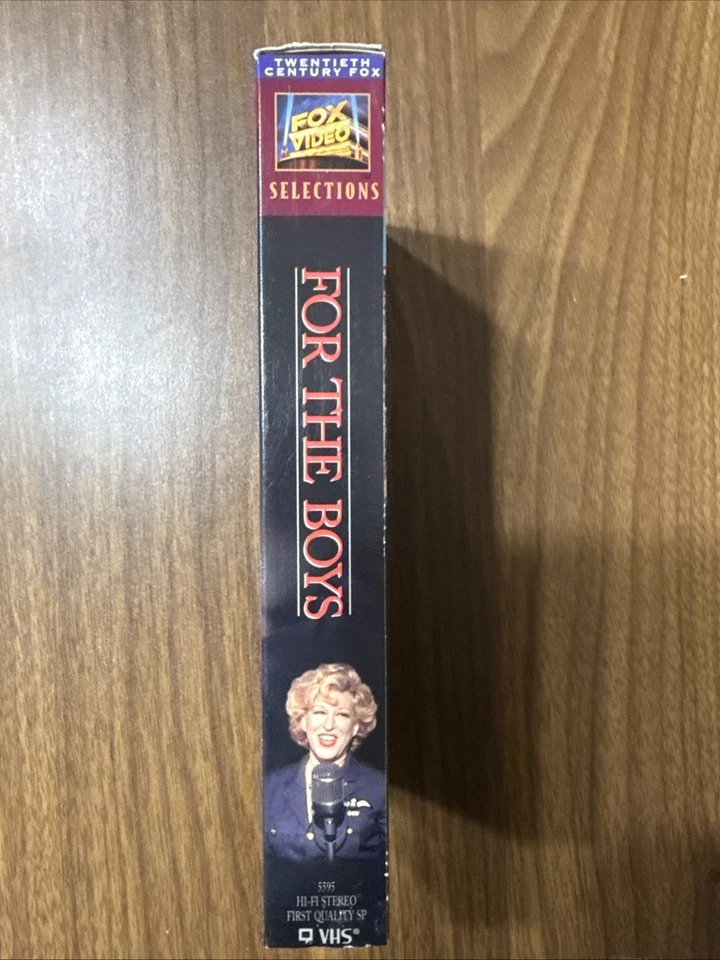 TWENTIETH
CENTURY FOX
FOX
VIDEO
SELECTIONS
FOR THE BOYS
5595
HI-FI STEREO
FIRST QUALITY SP
VHS®